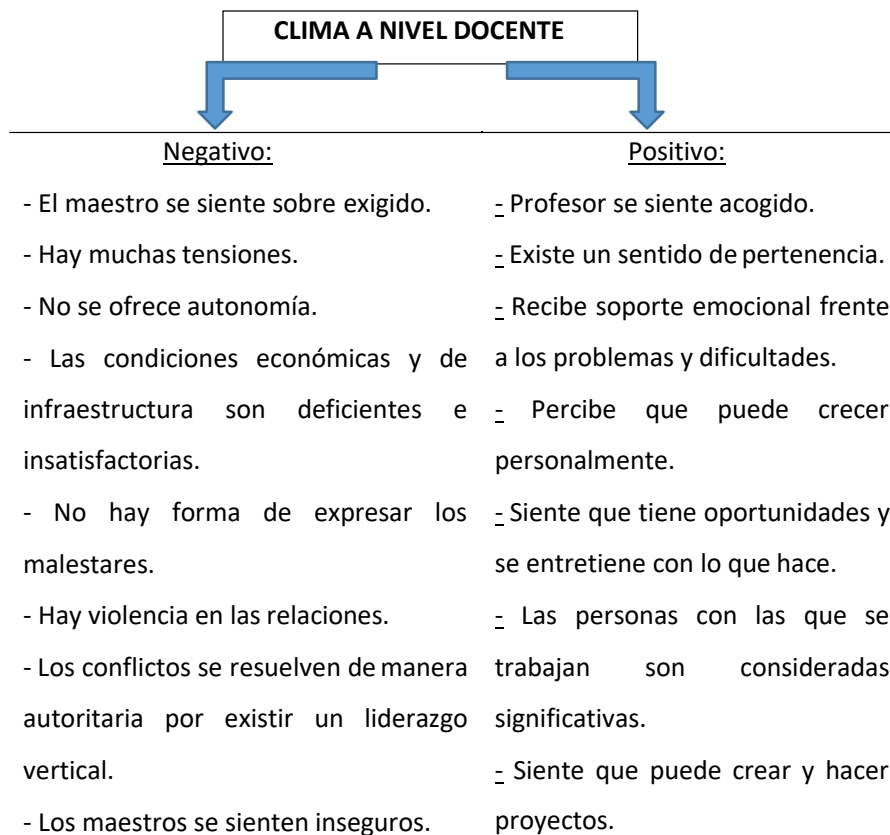 CLIMA A NIVEL DOCENTE
Negativo:
- El maestro se siente sobre exigido.
- Hay muchas tensiones.
- No se ofrece autonomía.
- Las condiciones económicas y de
infraestructura son deficientes e
insatisfactorias.
- No hay forma de expresar los
malestares.
- Hay violencia en las relaciones.
- Los conflictos se resuelven de manera
autoritaria por existir un liderazgo
vertical.
- Los maestros se sienten inseguros.
Positivo:
- Profesor se siente acogido.
- Existe un sentido de pertenencia.
- Recibe soporte emocional frente
a los problemas y dificultades.
- Percibe que puede crecer
personalmente.
- Siente que tiene oportunidades y
se entretiene con lo que hace.
- Las personas con las que se
trabajan son consideradas
significativas.
- Siente que puede crear y hacer
proyectos.